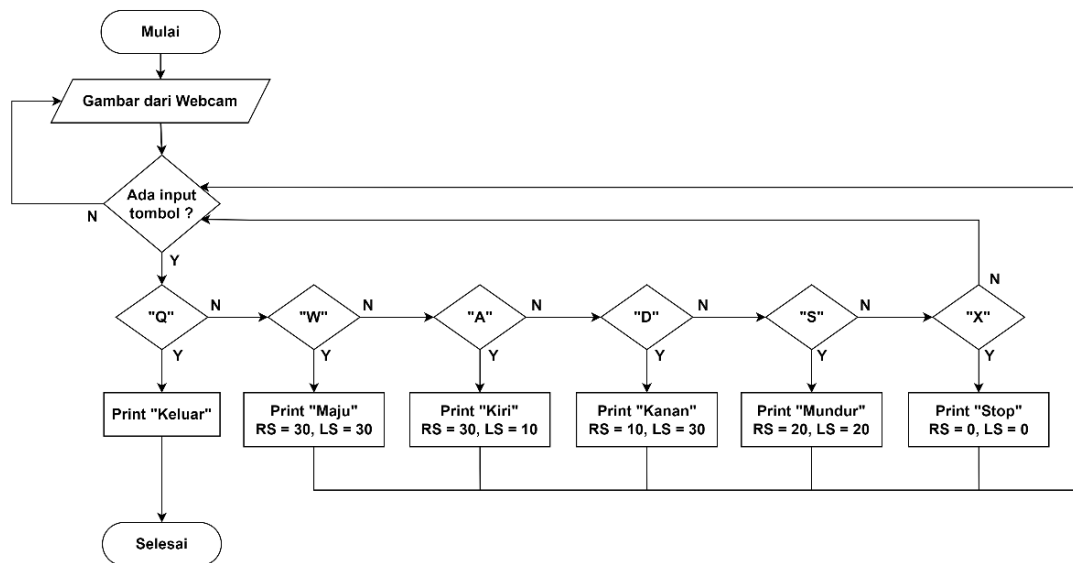 Mulai
Gambar dari Webcam
Ada input
tombol ?
N
Y
"Q"
N
"W"
N
"A"
N
"D"
N
"S"
N
"X"
N
Y
Y
Y
Y
Y
Y
Print "Keluar"
Print "Maju"
RS = 30, LS = 30
Print "Kiri"
RS = 30, LS = 10
Print "Kanan"
RS = 10, LS = 30
Print "Mundur"
RS = 20, LS = 20
Print "Stop"
RS = 0, LS = 0
Selesai